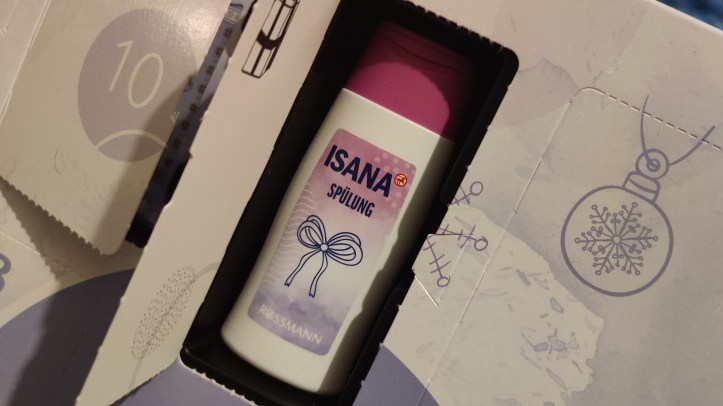 10
ISANA
SPÜLUNG
ROSSMANN